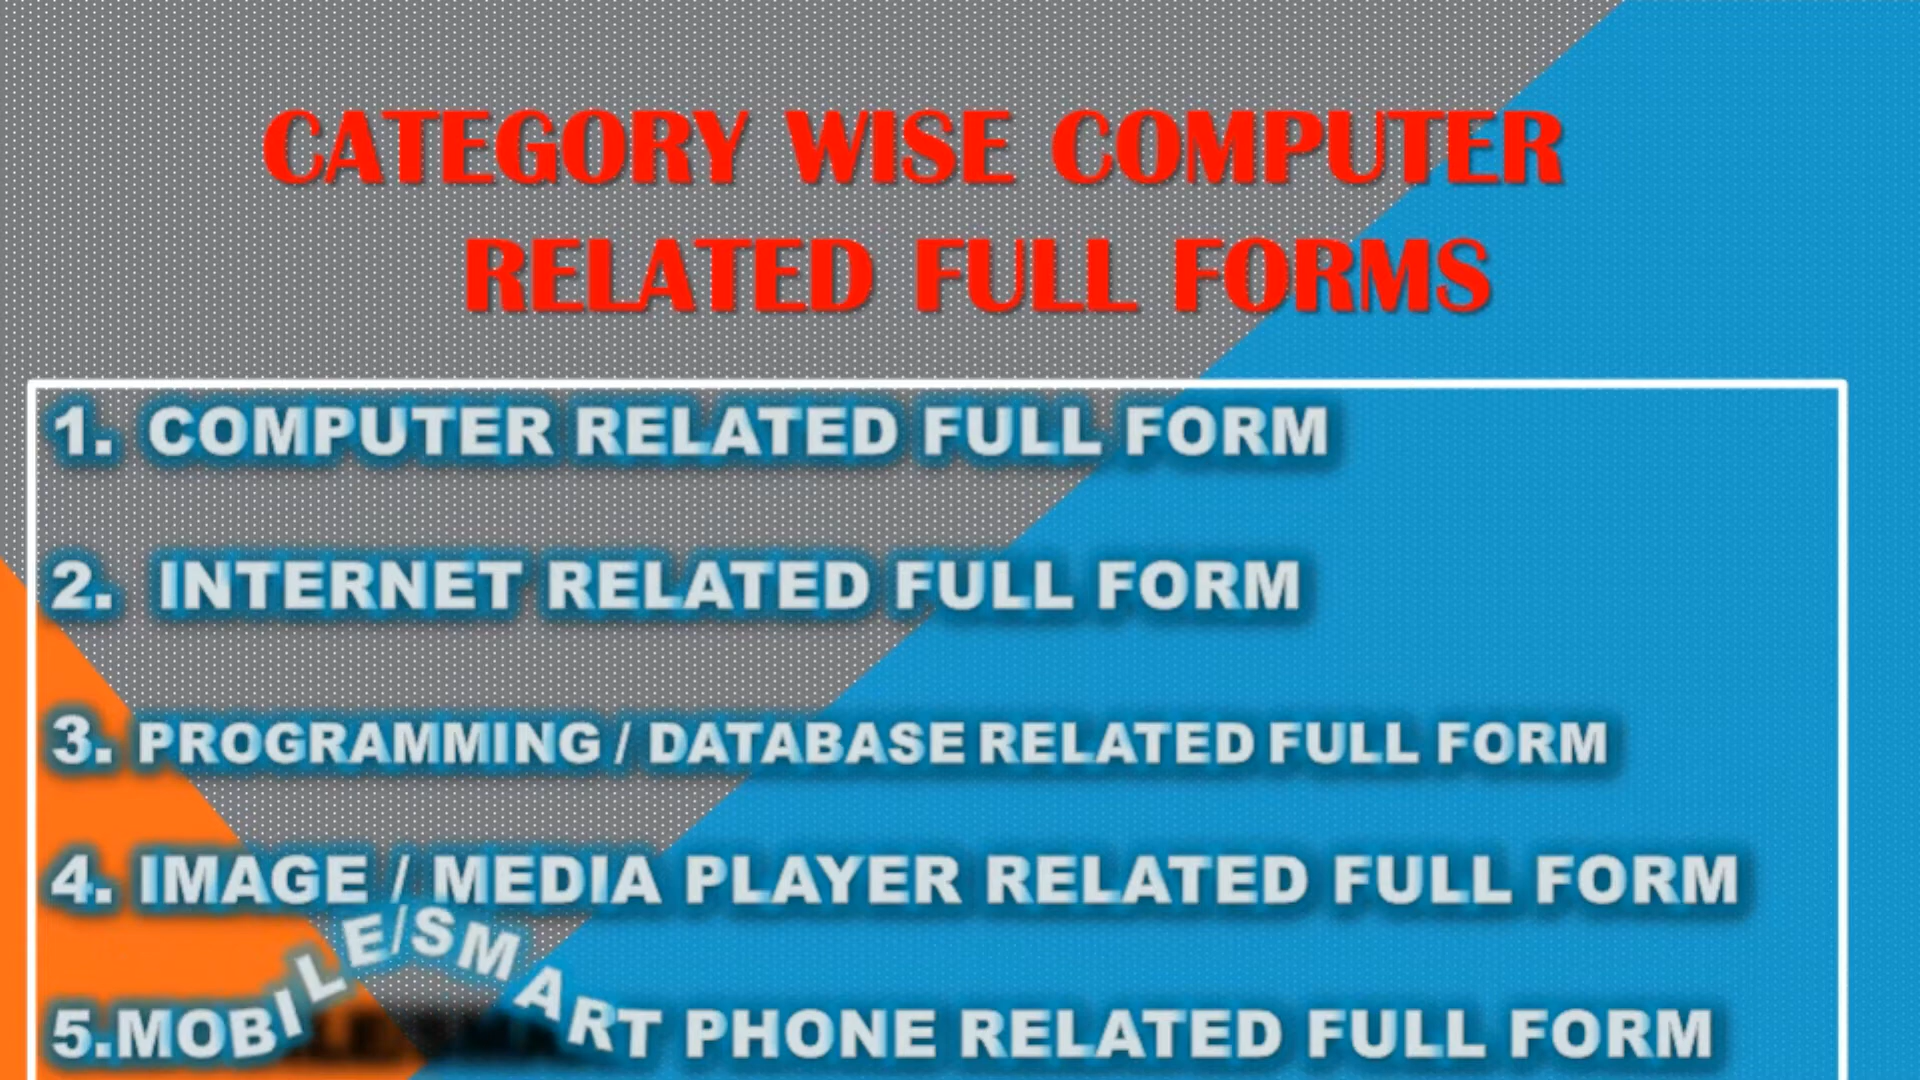 CATEGORY WISE COMPUTER
RELATED FULL FORMS
1. COMPUTER RELATED FULL FORM
2. INTERNET RELATED FULL FORM
3. PROGRAMMING / DATABASE RELATED FULL FORM
4. IMAGE / MEDIA PLAYER RELATED FULL FORM
5.MOBILE/SMART PHONE RELATED FULL FORM